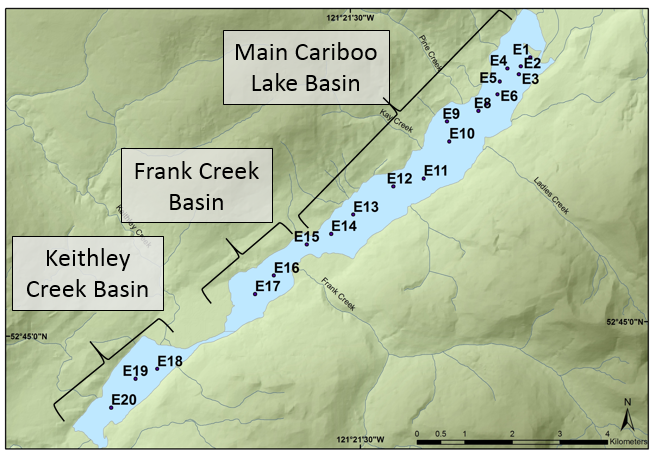 121°21'30"W
Main Cariboo
Lake Basin
Pine Creek
E1
E4
E2
E5
E3
E6
E8
Kay Creek
E9
E10
E11
E12
Frank Creek
Basin
Ladies Creek
Keithley Creek
E13
E14
E15
Keithley
Creek Basin
E16
E17
Frank Creek
52°45'0"N
52°45'0"N
E18
E19
E20
N
121°21'30"W
0 0.5 1 2 3 4
Kilometers